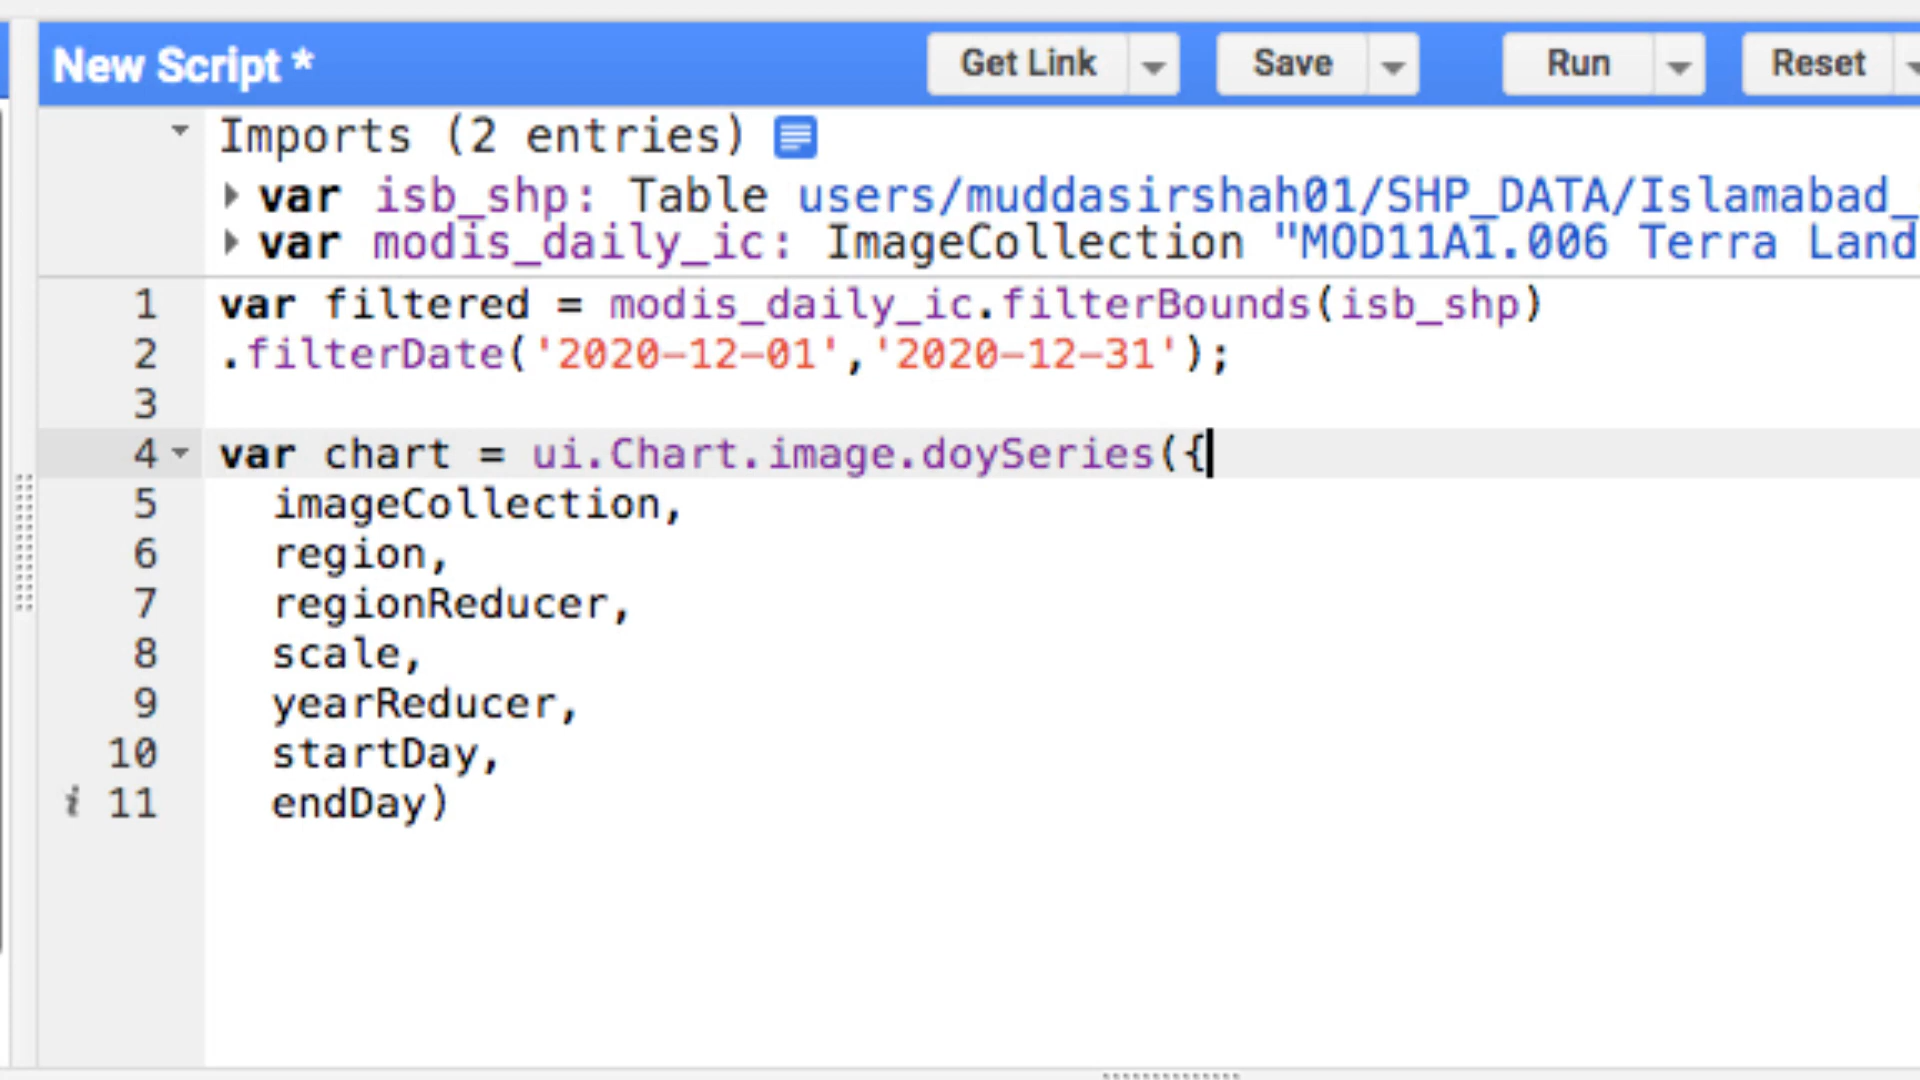 New Script *
Get Link
Save
Run
Reset
Imports (2 entries)
var isb_shp: Table users/muddasirshah01/SHP_DATA/Islamabad_
var modis_daily_ic: ImageCollection "MOD11A1.006 Terra Land
1 var filtered = modis_daily_ic.filterBounds(isb_shp)
2 .filterDate('2020-12-01','2020-12-31');
3
4 var chart = ui.Chart.image.doySeries({
5 imageCollection,
6 region,
7 regionReducer,
8 scale,
9 yearReducer,
10 startDay,
i 11 endDay)